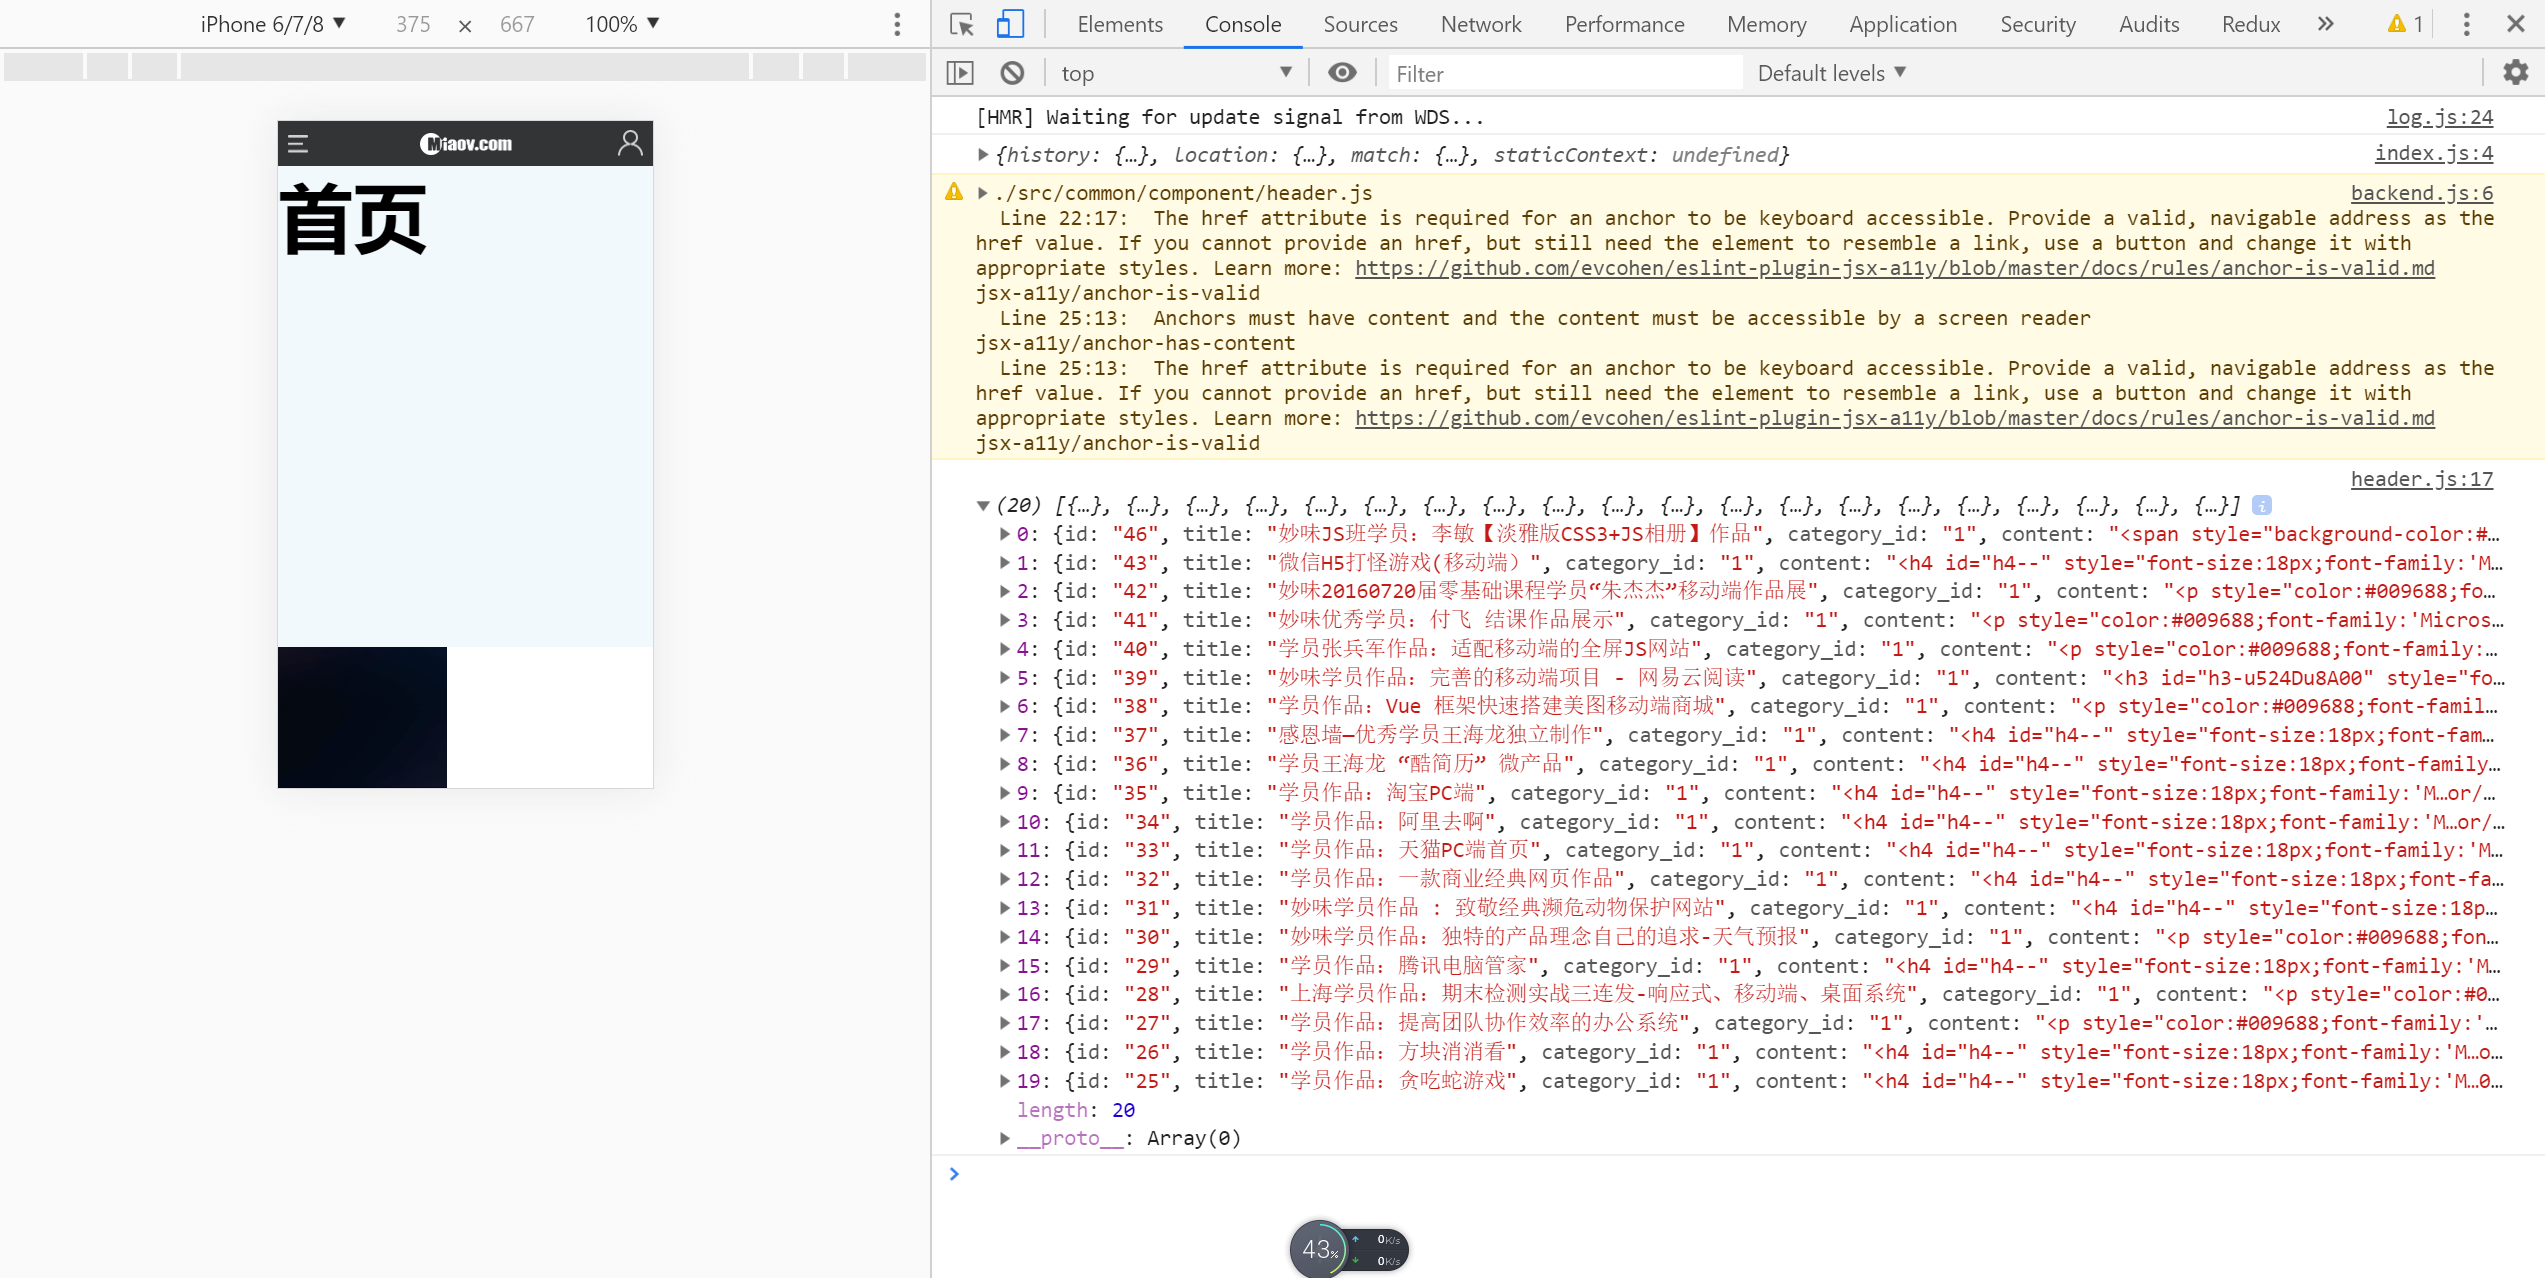 iPhone 6/7/8 ▼ 375 × 667 100% ▼
Elements Console Sources Network Performance Memory Application Security Audits Redux » 1
top ▼ Filter Default levels ▼
Miaov.com
首页
[HMR] Waiting for update signal from WDS... log.js:24
{history: {…}, location: {…}, match: {…}, staticContext: undefined} index.js:4
./src/common/component/header.js backend.js:6
Line 22:17:  The href attribute is required for an anchor to be keyboard accessible. Provide a valid, navigable address as the
href value. If you cannot provide an href, but still need the element to resemble a link, use a button and change it with
appropriate styles. Learn more: https://github.com/evcohen/eslint-plugin-jsx-a11y/blob/master/docs/rules/anchor-is-valid.md
jsx-a11y/anchor-is-valid
Line 25:13:  Anchors must have content and the content must be accessible by a screen reader
jsx-a11y/anchor-has-content
Line 25:13:  The href attribute is required for an anchor to be keyboard accessible. Provide a valid, navigable address as the
href value. If you cannot provide an href, but still need the element to resemble a link, use a button and change it with
appropriate styles. Learn more: https://github.com/evcohen/eslint-plugin-jsx-a11y/blob/master/docs/rules/anchor-is-valid.md
jsx-a11y/anchor-is-valid
header.js:17
(20) [{…}, {…}, {…}, {…}, {…}, {…}, {…}, {…}, {…}, {…}, {…}, {…}, {…}, {…}, {…}, {…}, {…}, {…}, {…}, {…}] i
0: {id: "46", title: "妙味JS班学员：李敏【淡雅版CSS3+JS相册】作品", category_id: "1", content: "<span style="background-color:#…
1: {id: "43", title: "微信H5打怪游戏(移动端）", category_id: "1", content: "<h4 id="h4--" style="font-size:18px;font-family:'M…
2: {id: "42", title: "妙味20160720届零基础课程学员“朱杰杰”移动端作品展", category_id: "1", content: "<p style="color:#009688;fo…
3: {id: "41", title: "妙味优秀学员：付飞 结课作品展示", category_id: "1", content: "<p style="color:#009688;font-family:'Micros…
4: {id: "40", title: "学员张兵军作品：适配移动端的全屏JS网站", category_id: "1", content: "<p style="color:#009688;font-family:…
5: {id: "39", title: "妙味学员作品：完善的移动端项目 - 网易云阅读", category_id: "1", content: "<h3 id="h3-u524Du8A00" style="fo…
6: {id: "38", title: "学员作品：Vue 框架快速搭建美图移动端商城", category_id: "1", content: "<p style="color:#009688;font-famil…
7: {id: "37", title: "感恩墙—优秀学员王海龙独立制作", category_id: "1", content: "<h4 id="h4--" style="font-size:18px;font-fam…
8: {id: "36", title: "学员王海龙 “酷简历” 微产品", category_id: "1", content: "<h4 id="h4--" style="font-size:18px;font-family…
9: {id: "35", title: "学员作品：淘宝PC端", category_id: "1", content: "<h4 id="h4--" style="font-size:18px;font-family:'M…or/…
10: {id: "34", title: "学员作品：阿里去啊", category_id: "1", content: "<h4 id="h4--" style="font-size:18px;font-family:'M…or/…
11: {id: "33", title: "学员作品：天猫PC端首页", category_id: "1", content: "<h4 id="h4--" style="font-size:18px;font-family:'M…
12: {id: "32", title: "学员作品：一款商业经典网页作品", category_id: "1", content: "<h4 id="h4--" style="font-size:18px;font-fa…
13: {id: "31", title: "妙味学员作品 : 致敬经典濒危动物保护网站", category_id: "1", content: "<h4 id="h4--" style="font-size:18p…
14: {id: "30", title: "妙味学员作品：独特的产品理念自己的追求-天气预报", category_id: "1", content: "<p style="color:#009688;fon…
15: {id: "29", title: "学员作品：腾讯电脑管家", category_id: "1", content: "<h4 id="h4--" style="font-size:18px;font-family:'M…
16: {id: "28", title: "上海学员作品：期末检测实战三连发-响应式、移动端、桌面系统", category_id: "1", content: "<p style="color:#0…
17: {id: "27", title: "学员作品：提高团队协作效率的办公系统", category_id: "1", content: "<p style="color:#009688;font-family:'…
18: {id: "26", title: "学员作品：方块消消看", category_id: "1", content: "<h4 id="h4--" style="font-size:18px;font-family:'M…o…
19: {id: "25", title: "学员作品：贪吃蛇游戏", category_id: "1", content: "<h4 id="h4--" style="font-size:18px;font-family:'M…0…
length: 20
__proto__: Array(0)
43% 0K/s
0K/s